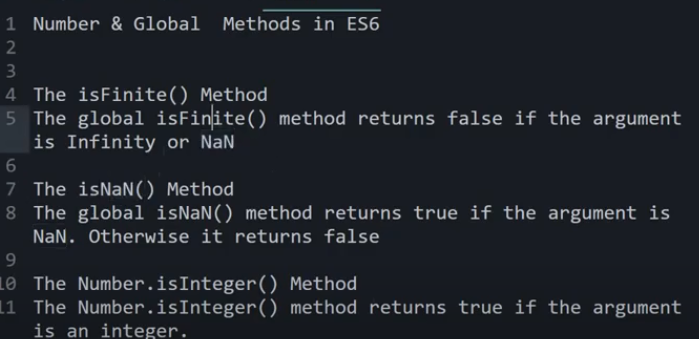 1 Number & Global  Methods in ES6
2
3
4 The isFinite() Method
5 The global isFinite() method returns false if the argument
is Infinity or NaN
6
7 The isNaN() Method
8 The global isNaN() method returns true if the argument is
NaN. Otherwise it returns false
9
10 The Number.isInteger() Method
11 The Number.isInteger() method returns true if the argument
is an integer.